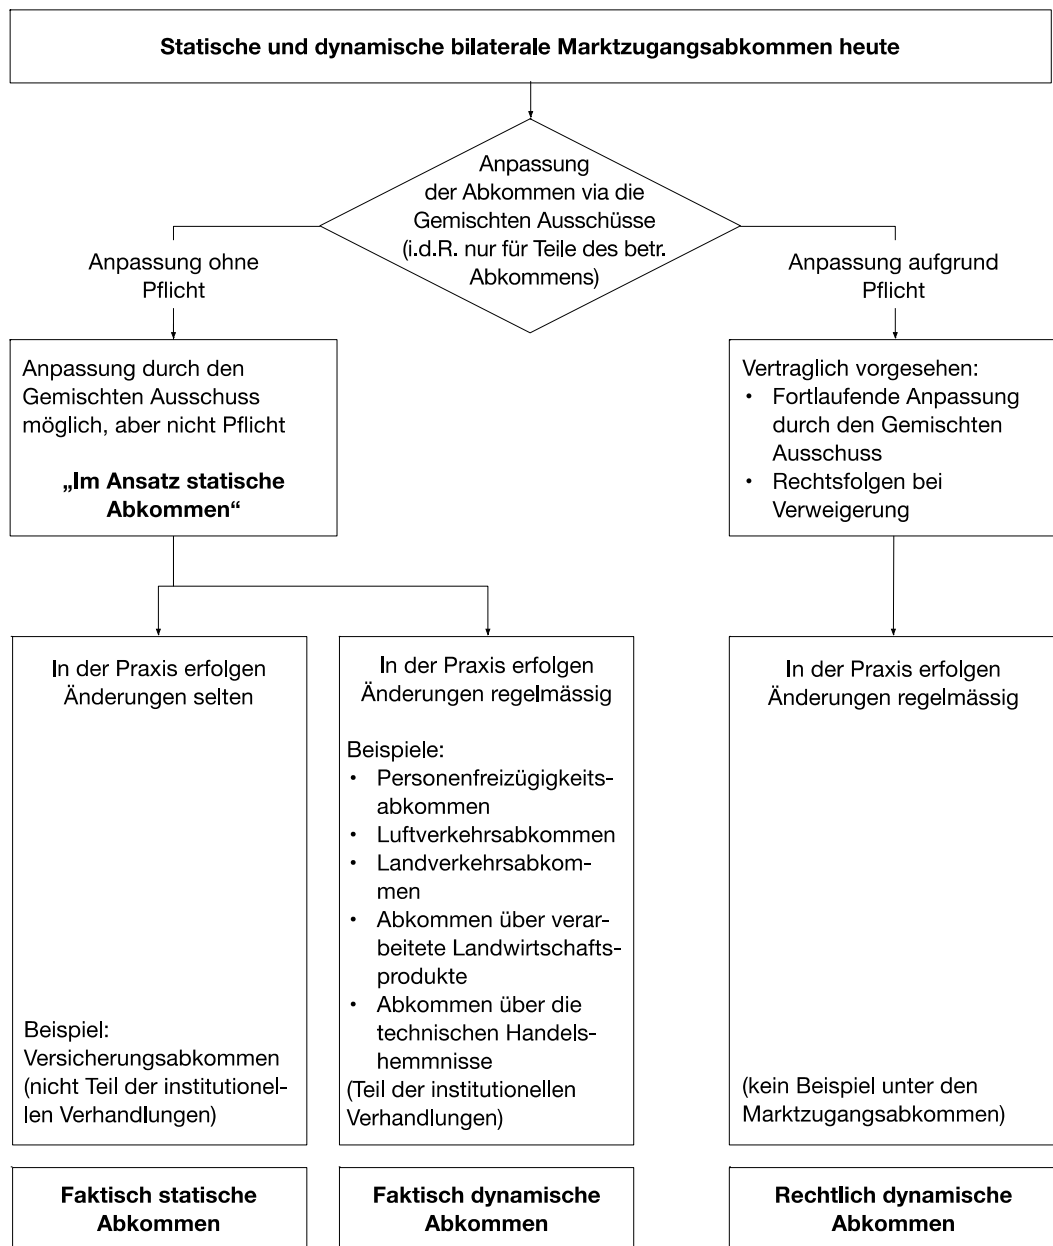 Statische und dynamische bilaterale Marktzugangsabkommen heute
Anpassung
der Abkommen via die
Gemischten Ausschüsse
(i.d.R. nur für Teile des betr.
Abkommens)
Anpassung ohne
Pflicht
Anpassung aufgrund
Pflicht
Anpassung durch den
Gemischten Ausschuss
möglich, aber nicht Pflicht
„Im Ansatz statische
Abkommen“
Vertraglich vorgesehen:
• Fortlaufende Anpassung
durch den Gemischten
Ausschuss
• Rechtsfolgen bei
Verweigerung
In der Praxis erfolgen
Änderungen selten
Beispiel:
Versicherungsabkommen
(nicht Teil der institutionel-
len Verhandlungen)
In der Praxis erfolgen
Änderungen regelmässig
Beispiele:
• Personenfreizügigkeits-
abkommen
• Luftverkehrsabkommen
• Landverkehrsabkom-
men
• Abkommen über verar-
beitete Landwirtschafts-
produkte
• Abkommen über die
technischen Handels-
hemmnisse
(Teil der institutionellen
Verhandlungen)
In der Praxis erfolgen
Änderungen regelmässig
(kein Beispiel unter den
Marktzugangsabkommen)
Faktisch statische
Abkommen
Faktisch dynamische
Abkommen
Rechtlich dynamische
Abkommen